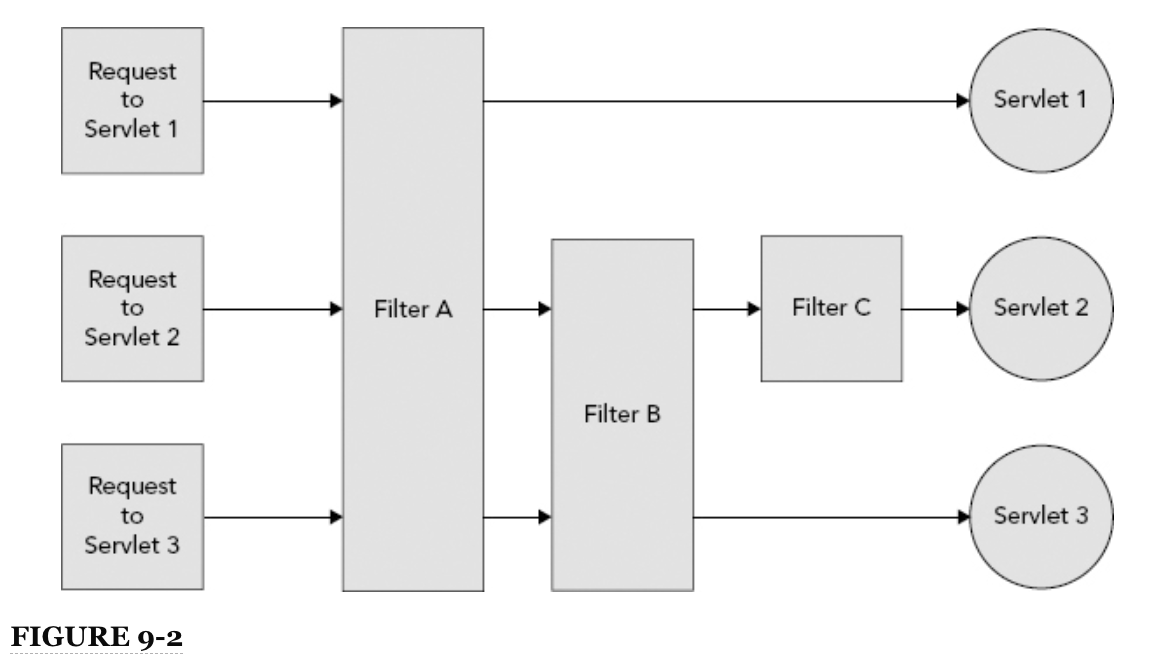 Request
to
Servlet 1
Servlet 1
Request
to
Servlet 2
Filter A
Filter C
Servlet 2
Filter B
Request
to
Servlet 3
Servlet 3
FIGURE 9-2